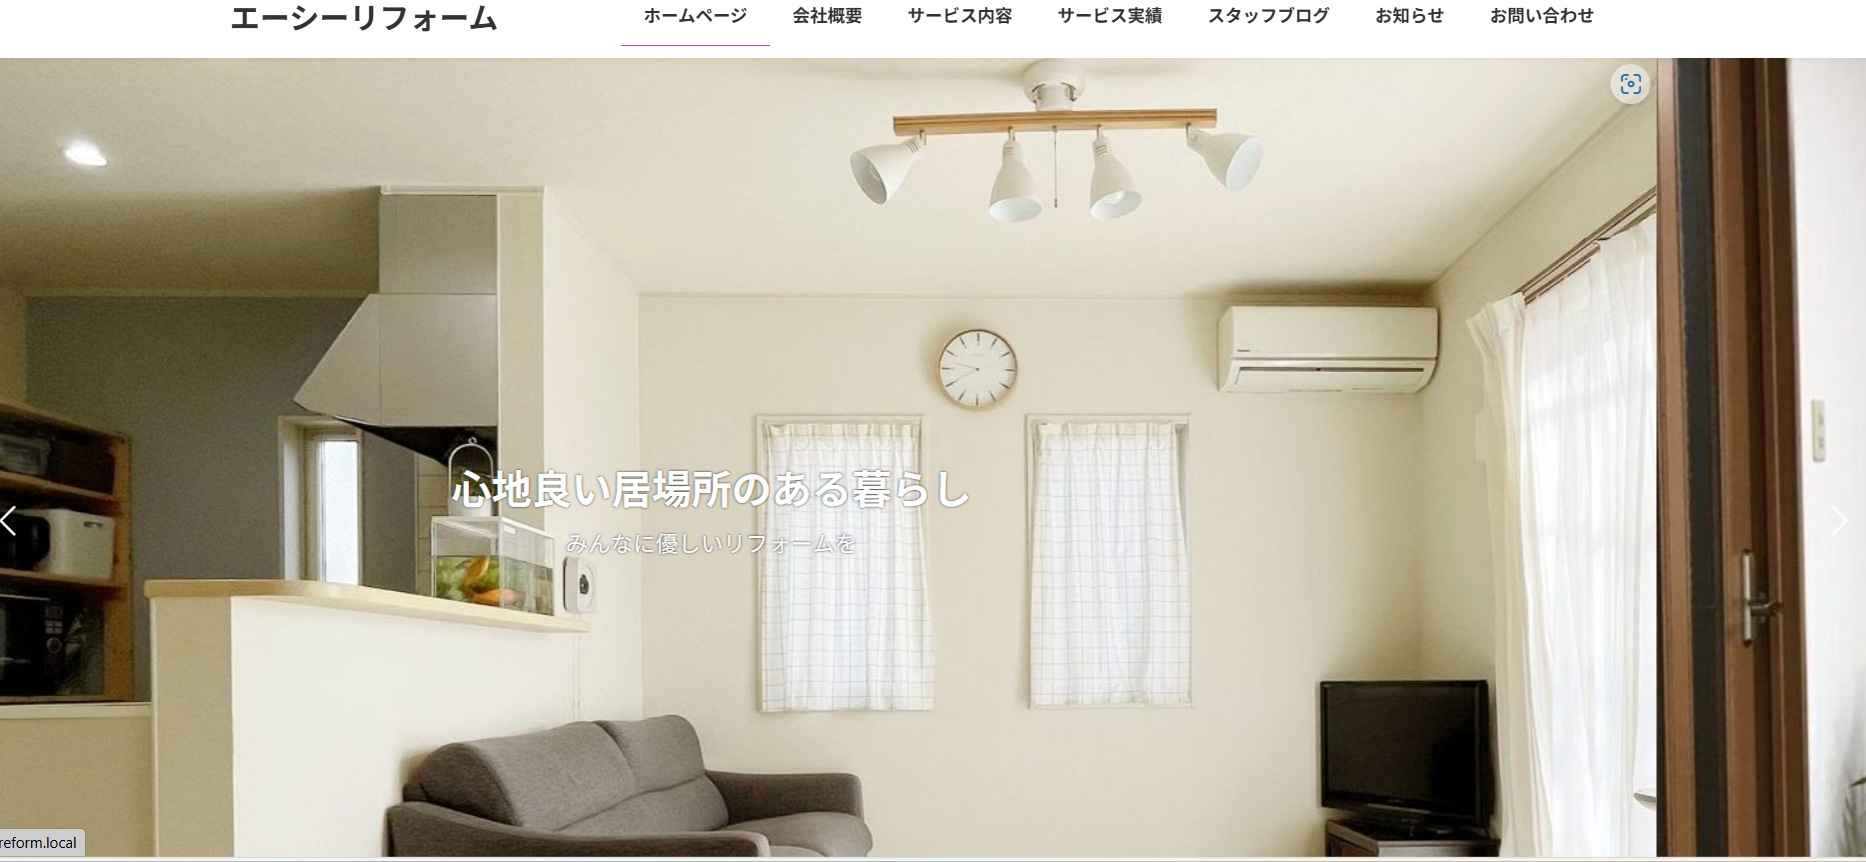 エーシーリフォーム
ホームページ 会社概要 サービス内容 サービス実績 スタッフブログ お知らせ お問い合わせ
心地良い居場所のある暮らし
みんなに優しいリフォームを
reform.local